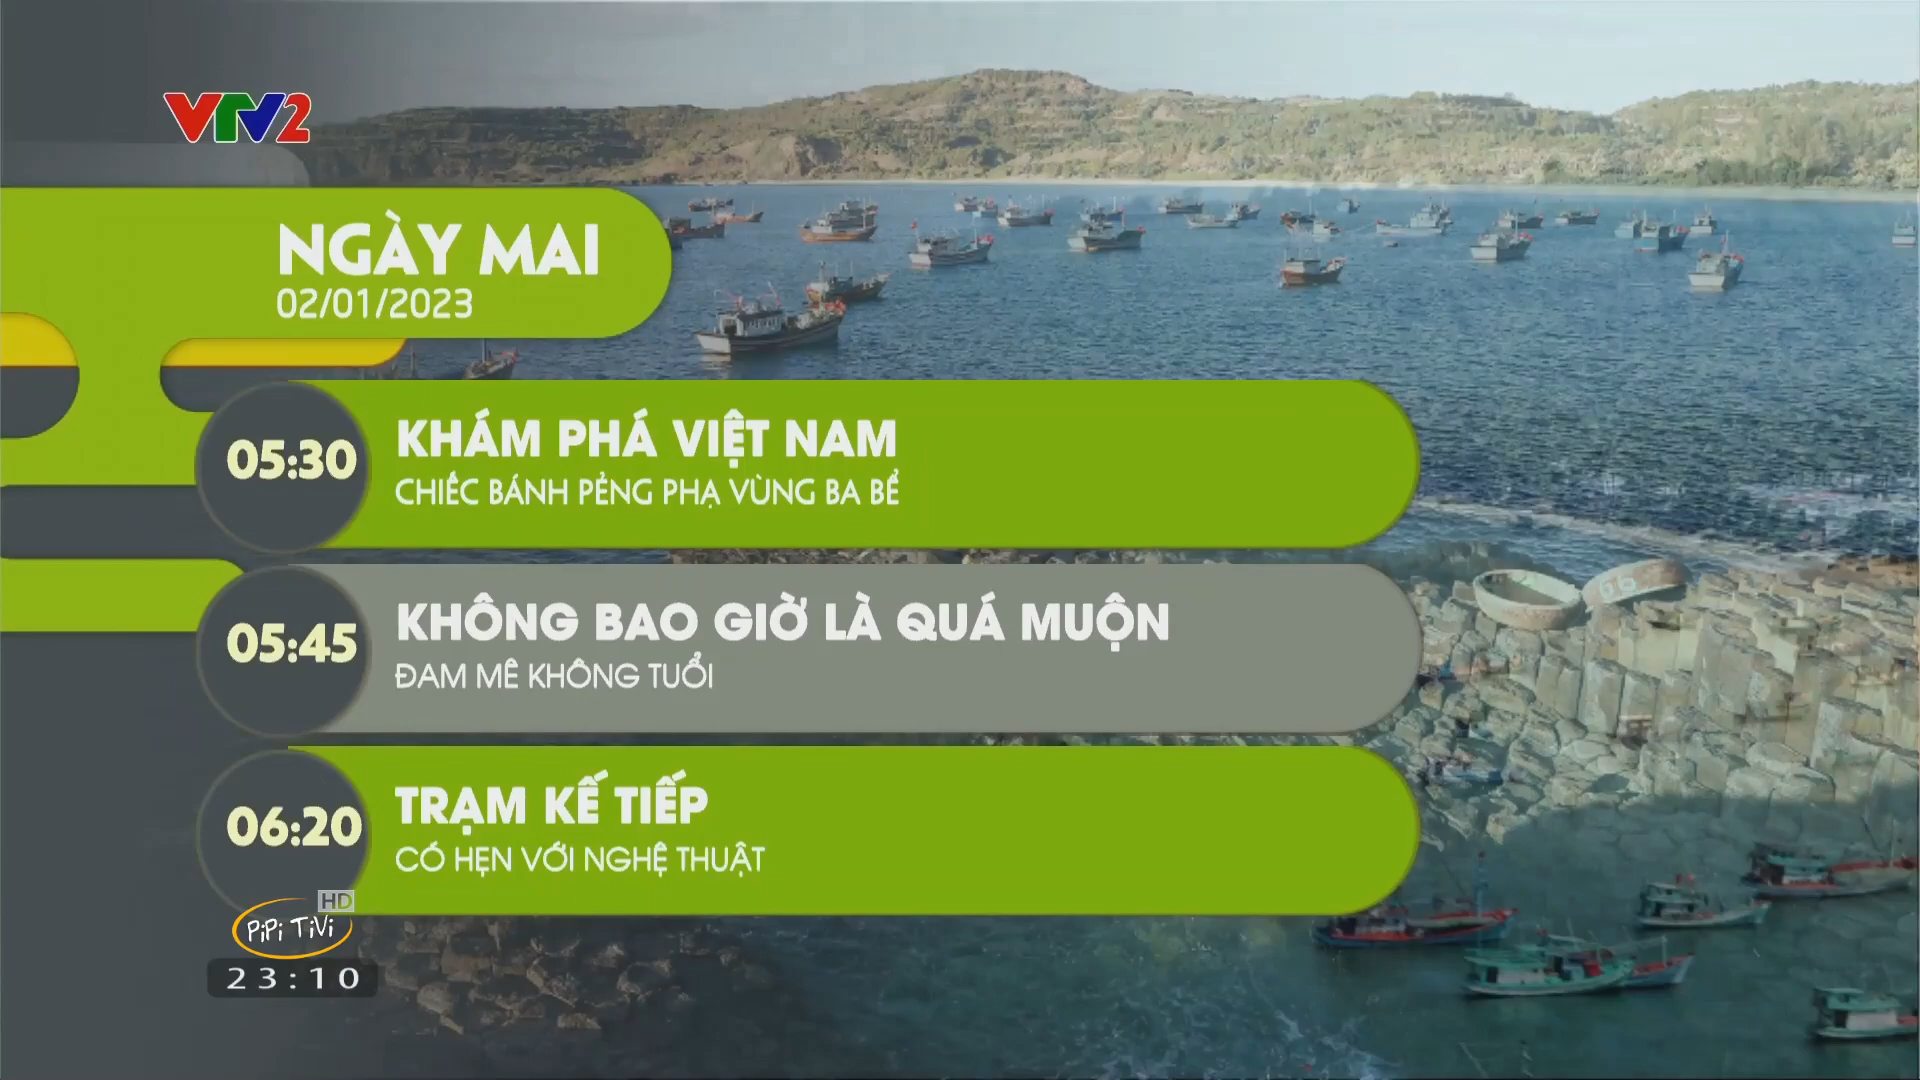 VTV2
NGÀY MAI
02/01/2023
05:30
KHÁM PHÁ VIỆT NAM
CHIẾC BÁNH PẺNG PHẠ VÙNG BA BỂ
05:45
KHÔNG BAO GIỜ LÀ QUÁ MUỘN
ĐAM MÊ KHÔNG TUỔI
06:20
TRẠM KẾ TIẾP
CÓ HẸN VỚI NGHỆ THUẬT
HD
PiPi TiVi
23:10